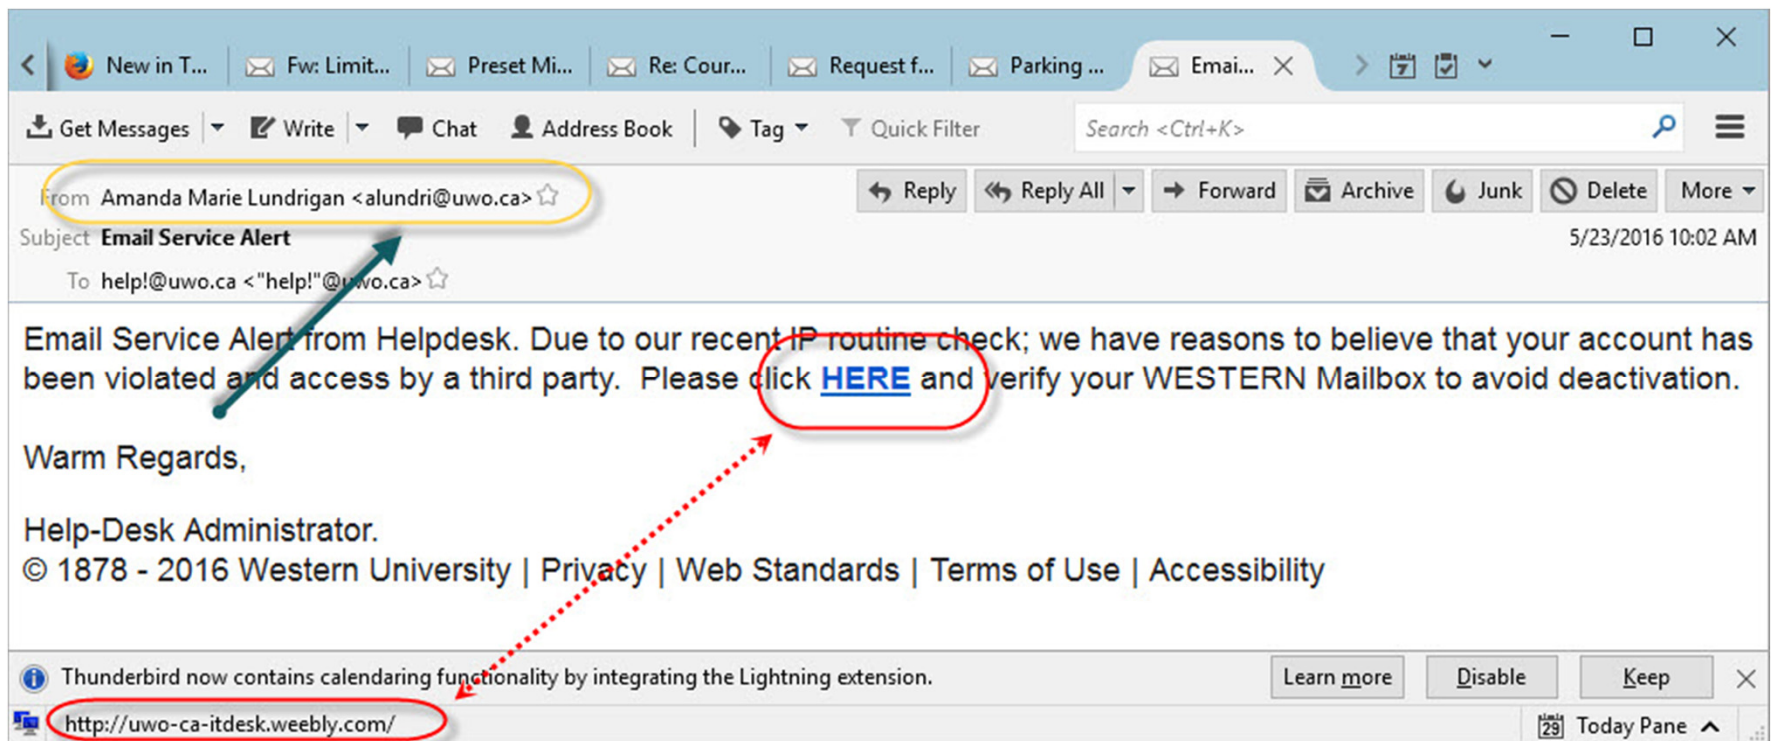 New in T... Fw: Limit... Preset Mi... Re: Cour... Request f... Parking ... Emai...
Get Messages Write Chat Address Book Tag Quick Filter Search <Ctrl+K>
From Amanda Marie Lundrigan <alundri@uwo.ca> Reply Reply All Forward Archive Junk Delete More
Subject Email Service Alert 5/23/2016 10:02 AM
To help!@uwo.ca <"help!"@uwo.ca>
Email Service Alert from Helpdesk. Due to our recent IP routine check; we have reasons to believe that your account has
been violated and access by a third party. Please click HERE and verify your WESTERN Mailbox to avoid deactivation.
Warm Regards,
Help-Desk Administrator.
© 1878 - 2016 Western University | Privacy | Web Standards | Terms of Use | Accessibility
Thunderbird now contains calendaring functionality by integrating the Lightning extension. Learn more Disable Keep
http://uwo-ca-itdesk.weebly.com/ 29 Today Pane